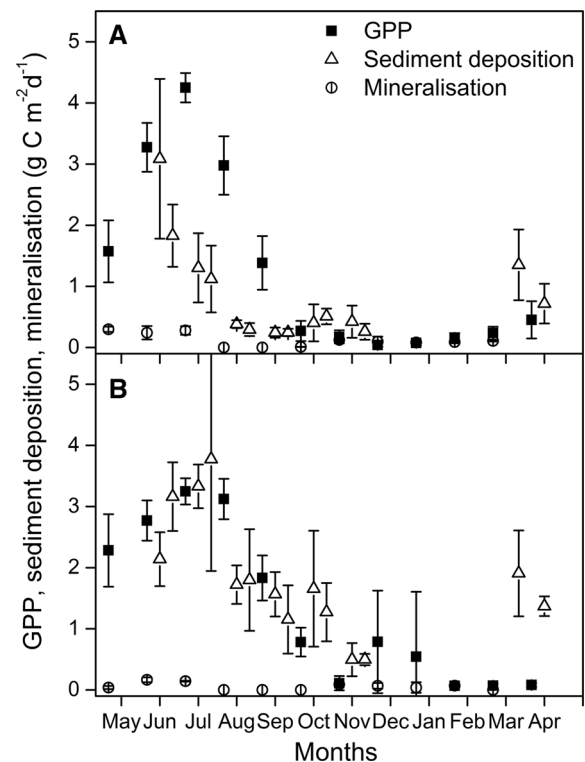 A
GPP
Sediment deposition
Mineralisation
5
4
3
2
1
0
B
5
4
3
2
1
0
GPP, sediment deposition, mineralisation (g C m⁻²d⁻¹)
May Jun Jul Aug Sep Oct Nov Dec Jan Feb Mar Apr
Months